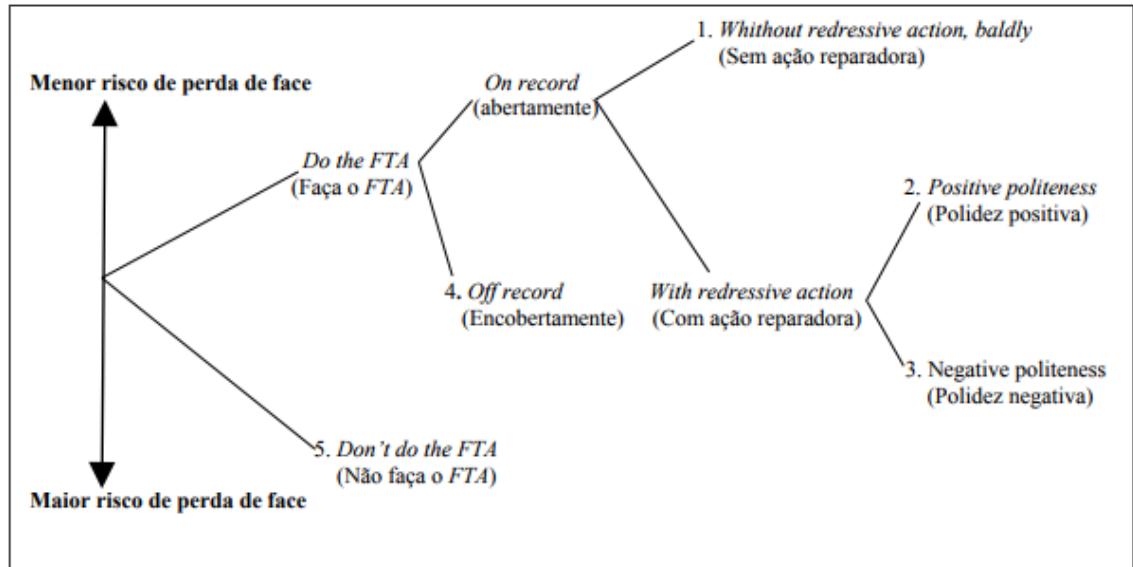 1. Whithout redressive action, baldly
(Sem ação reparadora)
Menor risco de perda de face
On record
(abertamente)
Do the FTA
(Faça o FTA)
2. Positive politeness
(Polidez positiva)
4. Off record
(Encobertamente)
With redressive action
(Com ação reparadora)
3. Negative politeness
(Polidez negativa)
5. Don't do the FTA
(Não faça o FTA)
Maior risco de perda de face